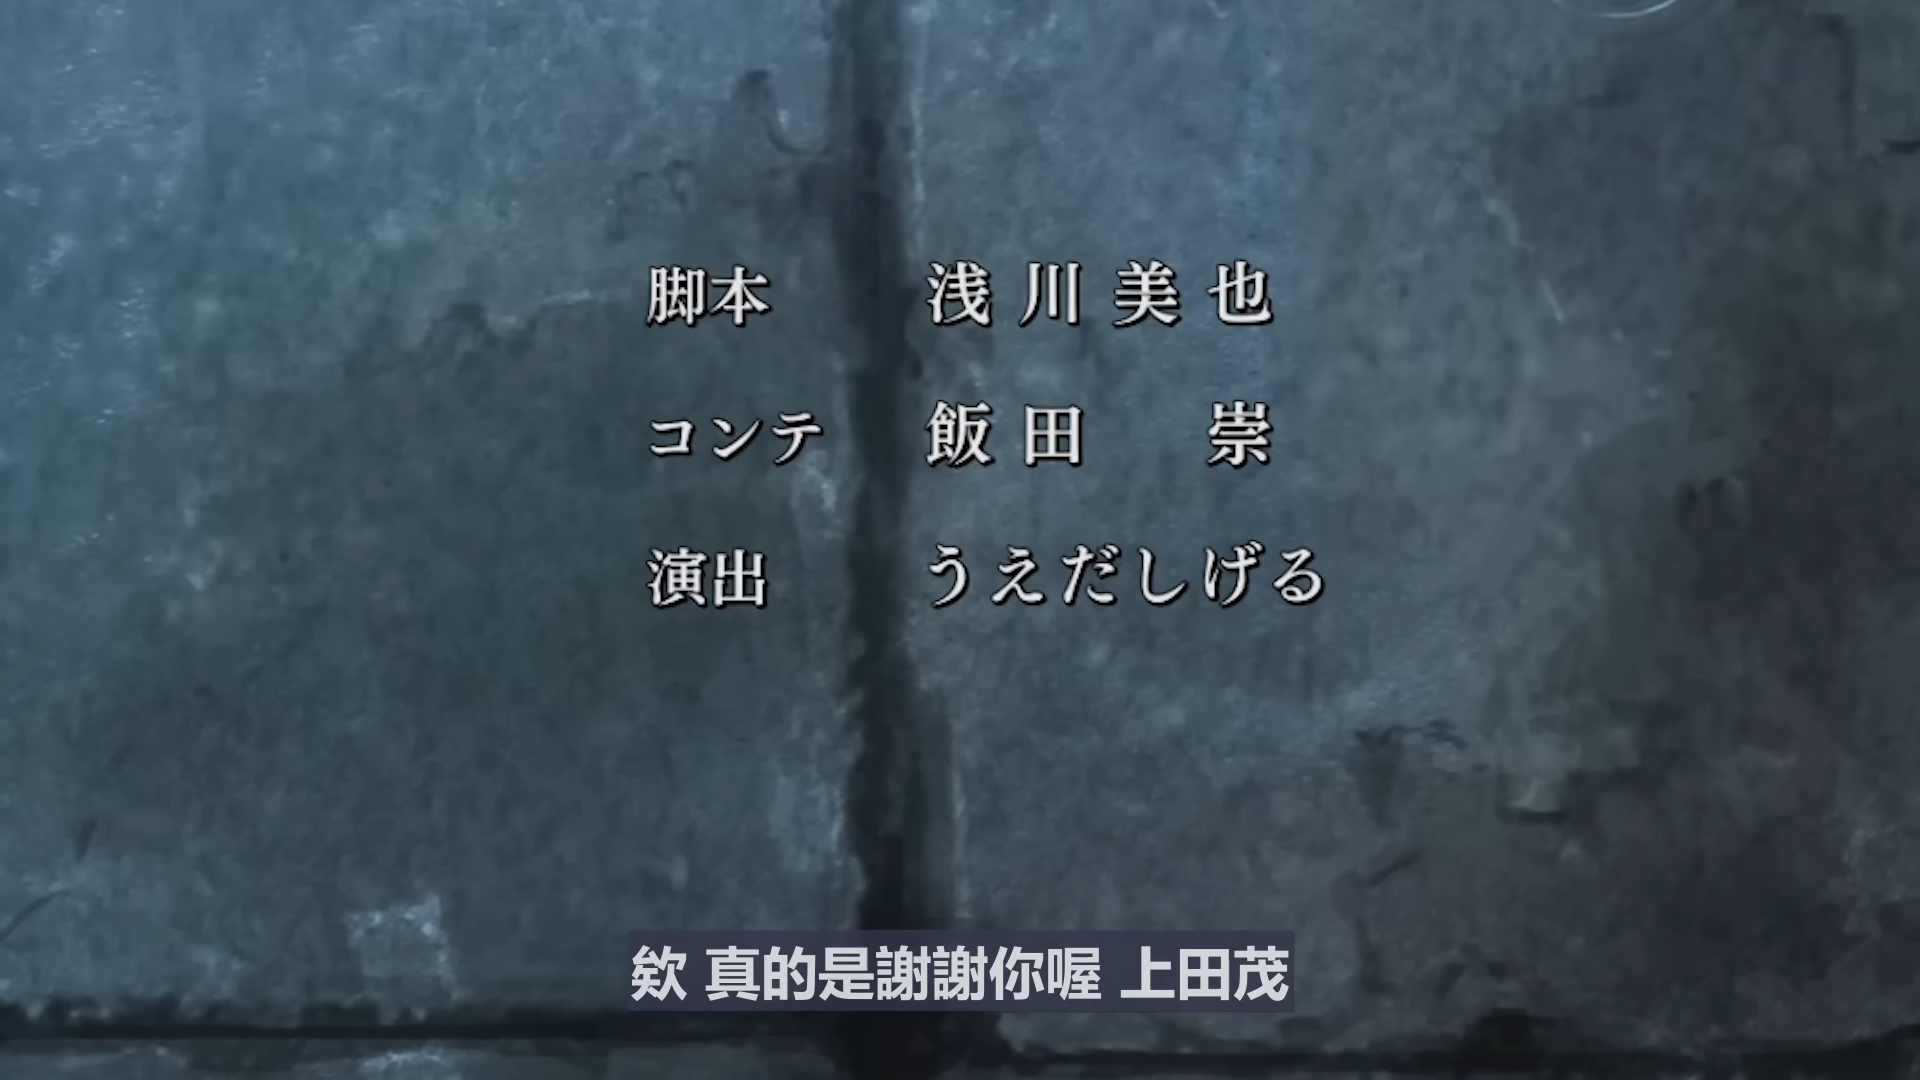 脚本 浅川美也
コンテ 飯田 崇
演出 うえだしげる
欸 真的是謝謝你喔 上田茂